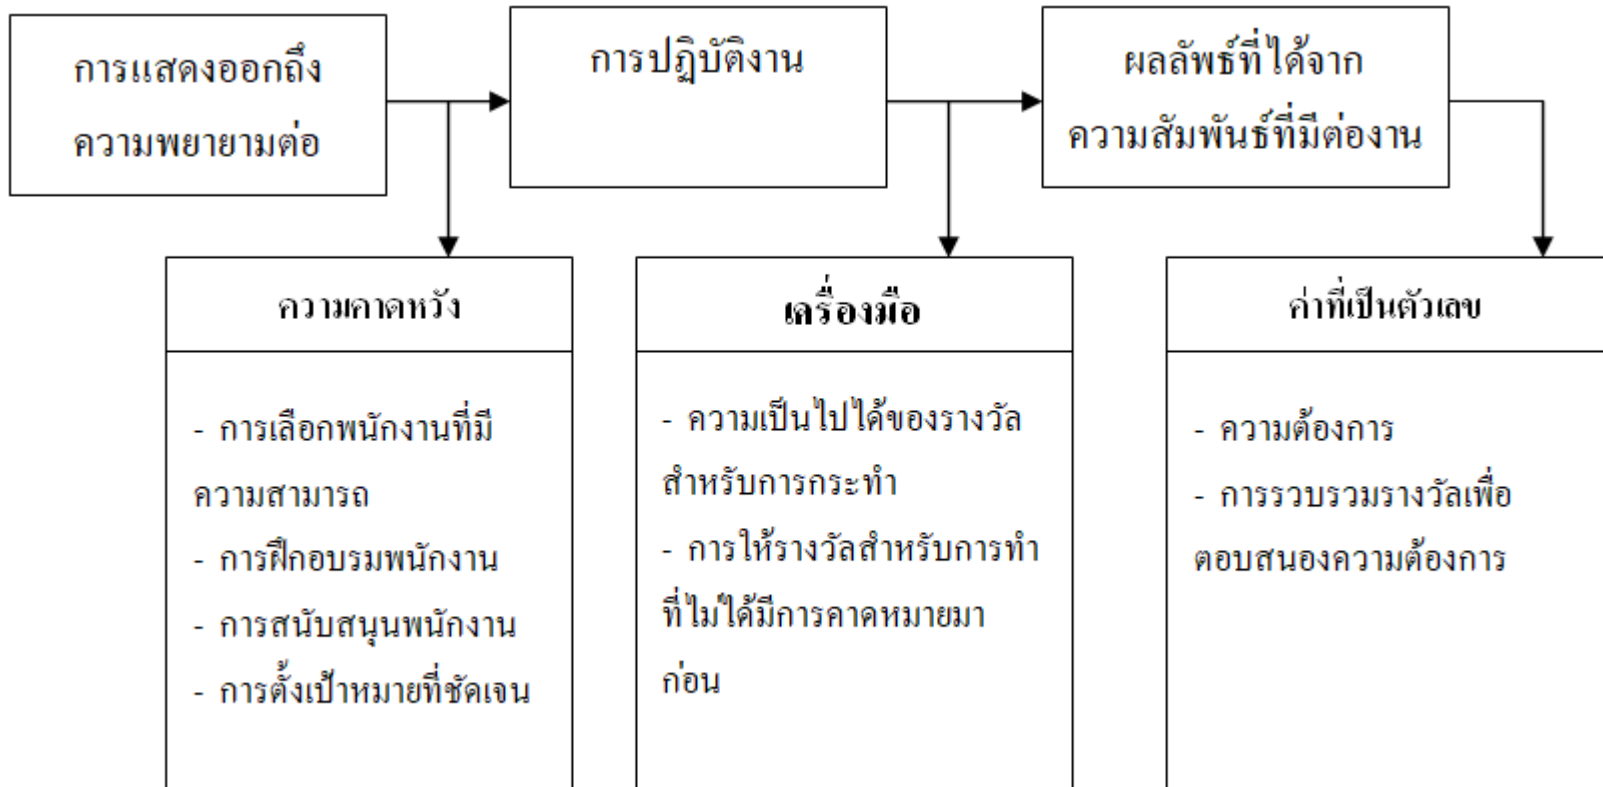 การแสดงออกถึง
ความพยายามต่อ
การปฏิบัติงาน
ผลลัพธ์ที่ได้จาก
ความสัมพันธ์ที่มีต่องาน
ความคาดหวัง
- การเลือกพนักงานที่มี
ความสามารถ
- การฝึกอบรมพนักงาน
- การสนับสนุนพนักงาน
- การตั้งเป้าหมายที่ชัดเจน
เครื่องมือ
- ความเป็นไปได้ของรางวัล
สำหรับการกระทำ
- การให้รางวัลสำหรับการทำ
ที่ไม่ได้มีการคาดหมายมา
ก่อน
ค่าที่เป็นตัวเลข
- ความต้องการ
- การรวบรวมรางวัลเพื่อ
ตอบสนองความต้องการ